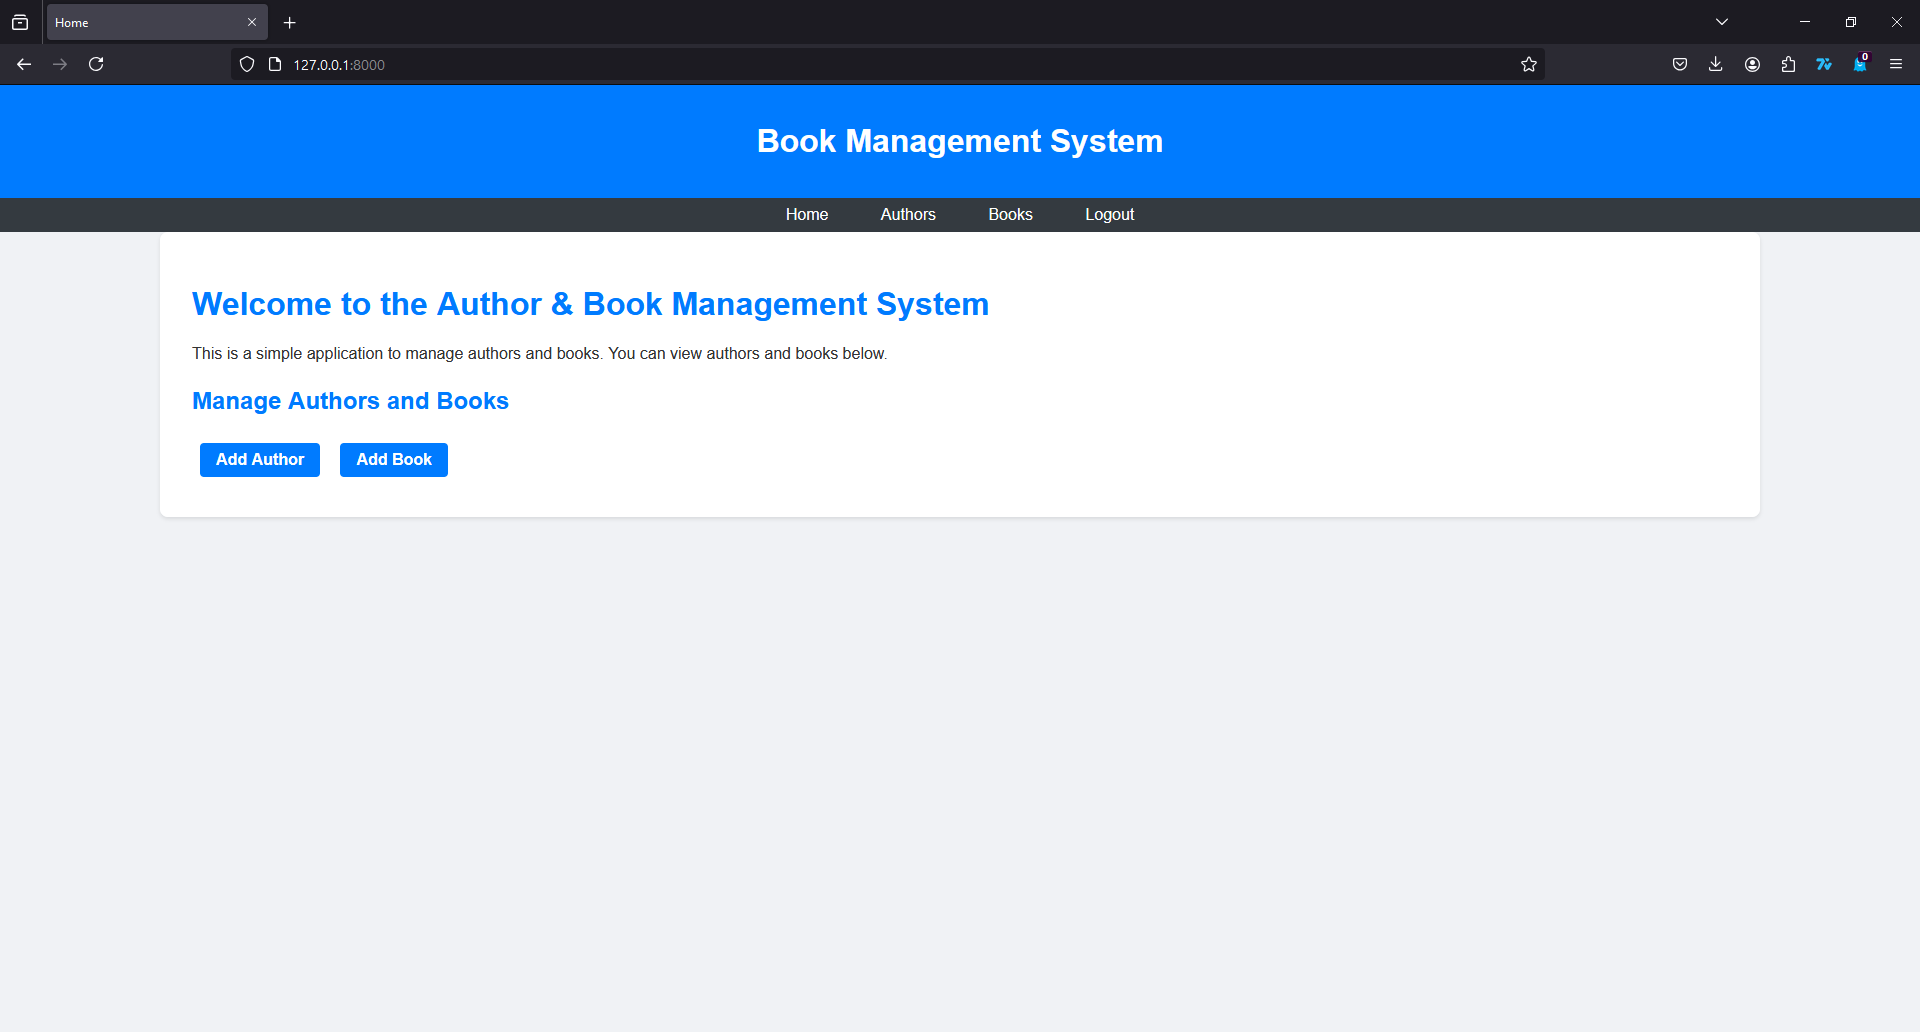 Home
127.0.0.1:8000
0
Book Management System
Home Authors Books Logout
Welcome to the Author & Book Management System
This is a simple application to manage authors and books. You can view authors and books below.
Manage Authors and Books
Add Author Add Book